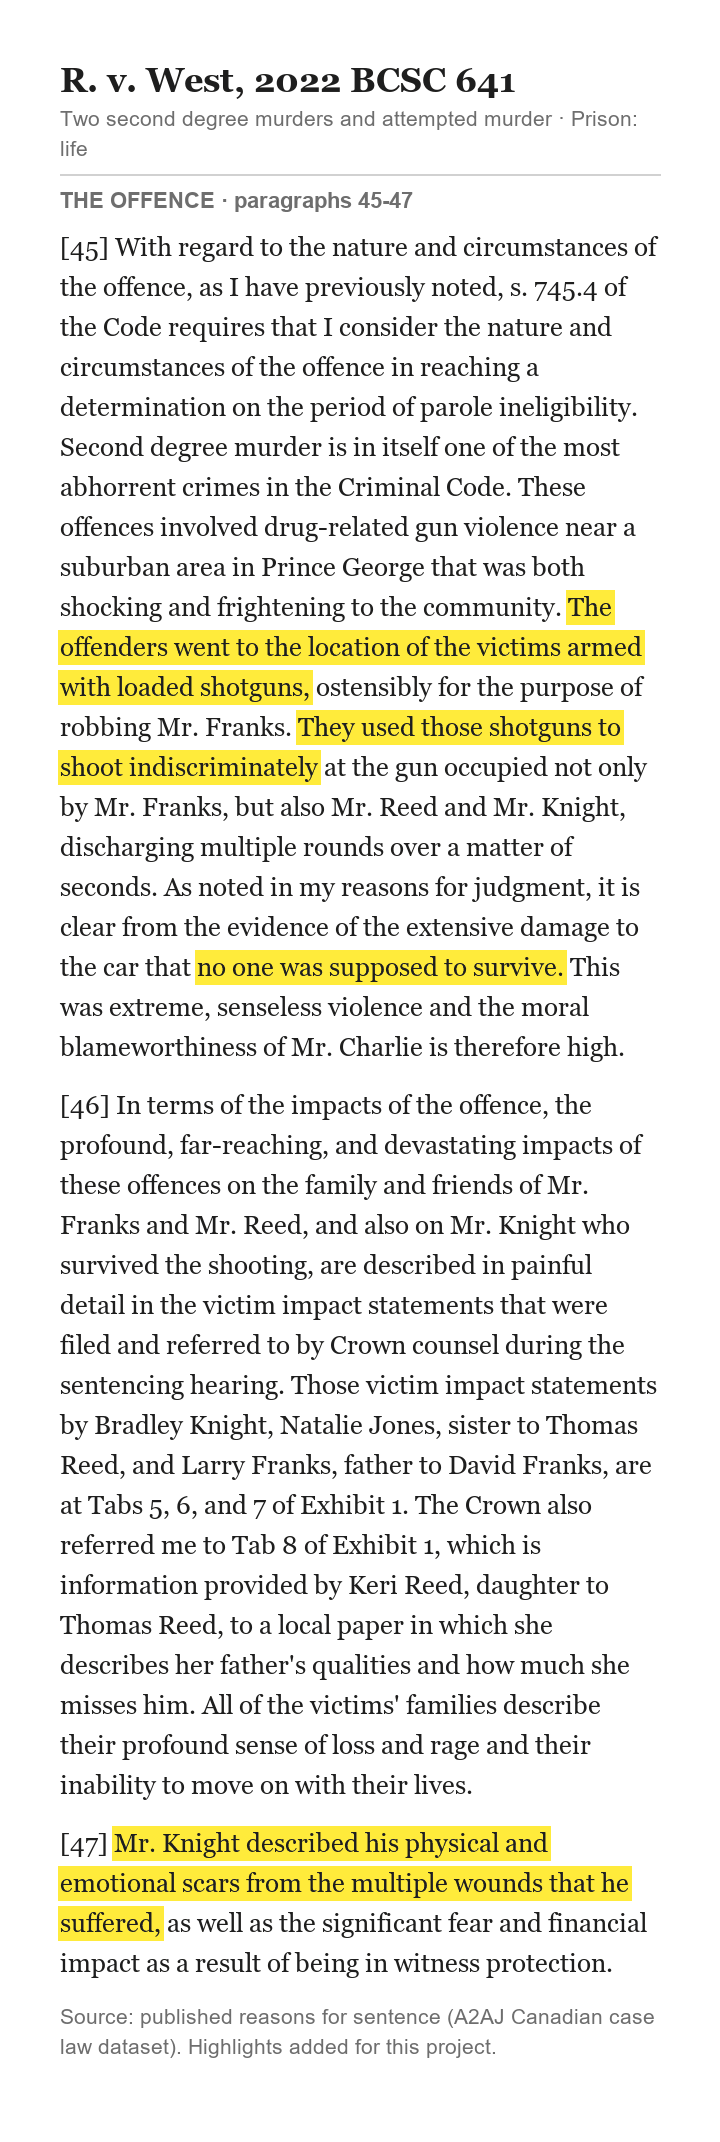 R. v. West, 2022 BCSC 641
Two second degree murders and attempted murder · Prison:
life
THE OFFENCE · paragraphs 45-47
[45] With regard to the nature and circumstances of
the offence, as I have previously noted, s. 745.4 of
the Code requires that I consider the nature and
circumstances of the offence in reaching a
determination on the period of parole ineligibility.
Second degree murder is in itself one of the most
abhorrent crimes in the Criminal Code. These
offences involved drug-related gun violence near a
suburban area in Prince George that was both
shocking and frightening to the community. The
offenders went to the location of the victims armed
with loaded shotguns, ostensibly for the purpose of
robbing Mr. Franks. They used those shotguns to
shoot indiscriminately at the gun occupied not only
by Mr. Franks, but also Mr. Reed and Mr. Knight,
discharging multiple rounds over a matter of
seconds. As noted in my reasons for judgment, it is
clear from the evidence of the extensive damage to
the car that no one was supposed to survive. This
was extreme, senseless violence and the moral
blameworthiness of Mr. Charlie is therefore high.
[46] In terms of the impacts of the offence, the
profound, far-reaching, and devastating impacts of
these offences on the family and friends of Mr.
Franks and Mr. Reed, and also on Mr. Knight who
survived the shooting, are described in painful
detail in the victim impact statements that were
filed and referred to by Crown counsel during the
sentencing hearing. Those victim impact statements
by Bradley Knight, Natalie Jones, sister to Thomas
Reed, and Larry Franks, father to David Franks, are
at Tabs 5, 6, and 7 of Exhibit 1. The Crown also
referred me to Tab 8 of Exhibit 1, which is
information provided by Keri Reed, daughter to
Thomas Reed, to a local paper in which she
describes her father's qualities and how much she
misses him. All of the victims' families describe
their profound sense of loss and rage and their
inability to move on with their lives.
[47] Mr. Knight described his physical and
emotional scars from the multiple wounds that he
suffered, as well as the significant fear and financial
impact as a result of being in witness protection.
Source: published reasons for sentence (A2AJ Canadian case
law dataset). Highlights added for this project.